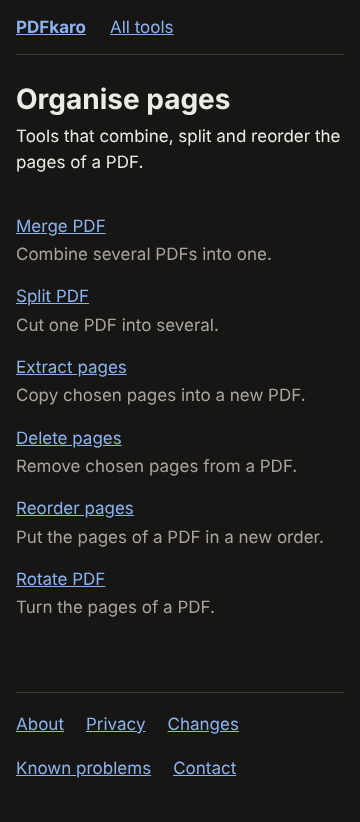 PDFkaro All tools
Organise pages
Tools that combine, split and reorder the
pages of a PDF.
Merge PDF
Combine several PDFs into one.
Split PDF
Cut one PDF into several.
Extract pages
Copy chosen pages into a new PDF.
Delete pages
Remove chosen pages from a PDF.
Reorder pages
Put the pages of a PDF in a new order.
Rotate PDF
Turn the pages of a PDF.
About Privacy Changes
Known problems Contact